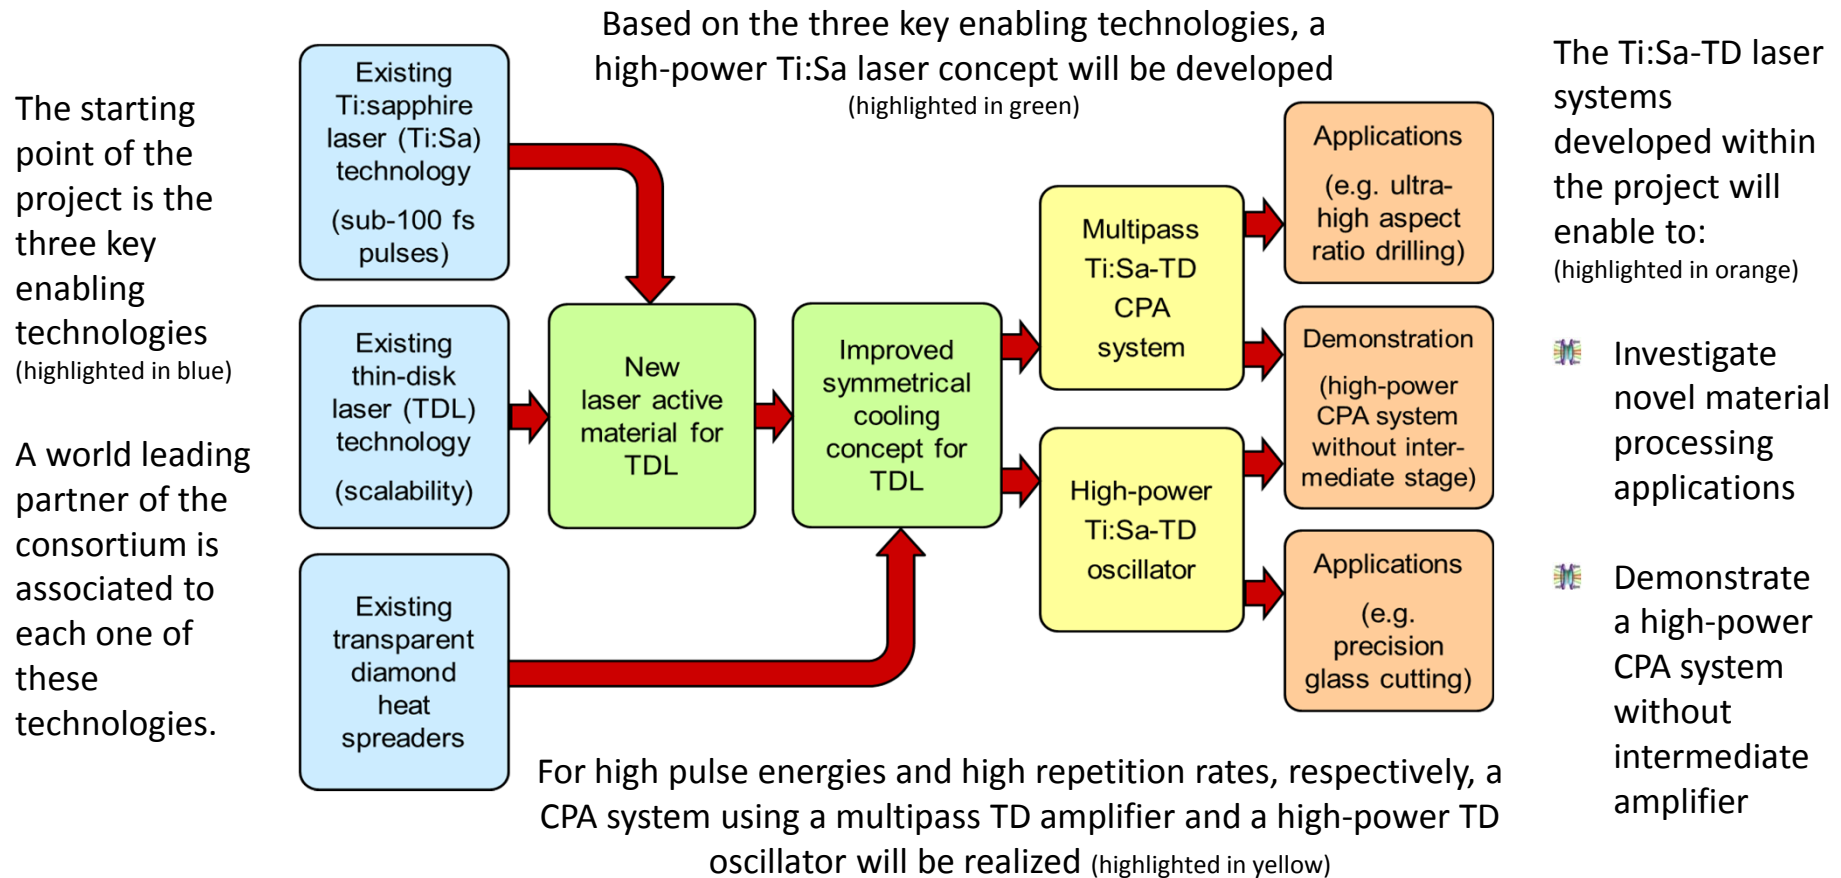 Based on the three key enabling technologies, a
high-power Ti:Sa laser concept will be developed
(highlighted in green)
The starting
point of the
project is the
three key
enabling
technologies
(highlighted in blue)
A world leading
partner of the
consortium is
associated to
each one of
these
technologies.
Existing
Ti:sapphire
laser (Ti:Sa)
technology
(sub-100 fs
pulses)
Existing
thin-disk
laser (TDL)
technology
(scalability)
Existing
transparent
diamond
heat
spreaders
New
laser active
material for
TDL
Improved
symmetrical
cooling
concept for
TDL
Multipass
Ti:Sa-TD
CPA
system
High-power
Ti:Sa-TD
oscillator
Applications
(e.g. ultra-
high aspect
ratio drilling)
Demonstration
(high-power
CPA system
without inter-
mediate stage)
Applications
(e.g.
precision
glass cutting)
The Ti:Sa-TD laser
systems
developed within
the project will
enable to:
(highlighted in orange)
Investigate
novel material
processing
applications
Demonstrate
a high-power
CPA system
without
intermediate
amplifier
For high pulse energies and high repetition rates, respectively, a
CPA system using a multipass TD amplifier and a high-power TD
oscillator will be realized (highlighted in yellow)